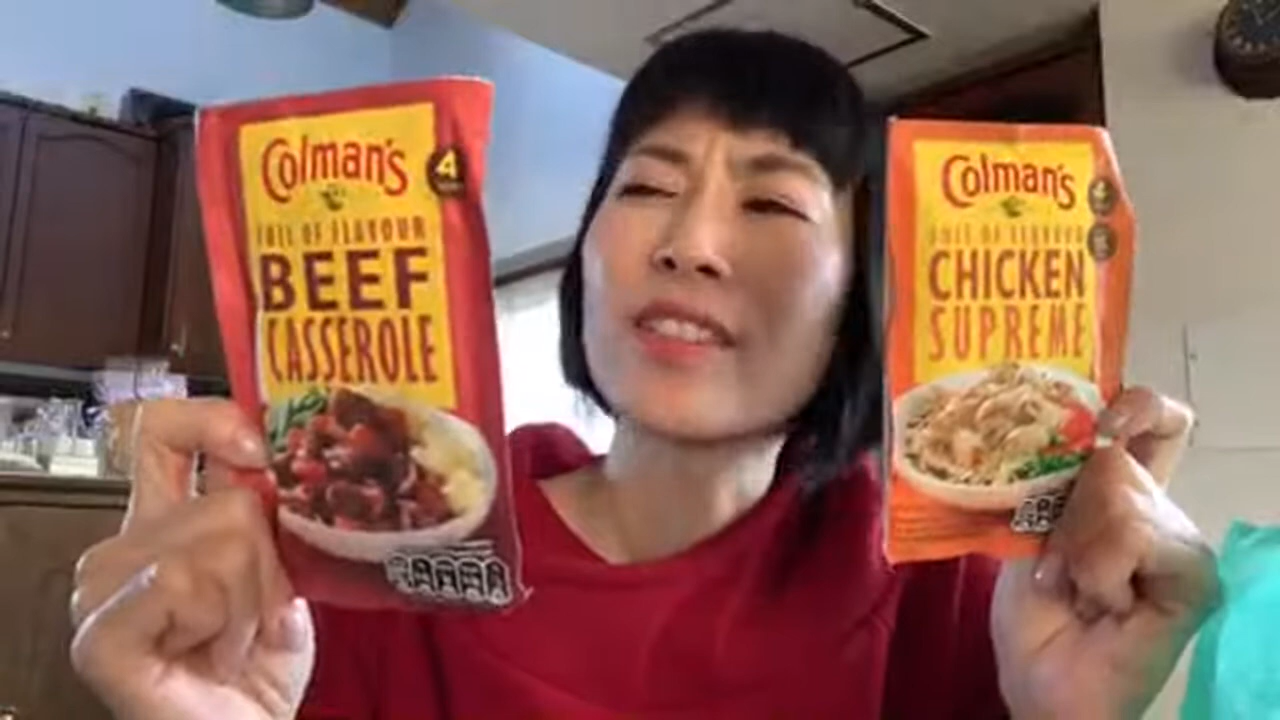 Colman's
4
FULL OF FLAVOUR
BEEF
CASSEROLE
Colman's
FULL OF FLAVOUR
CHICKEN
SUPREME